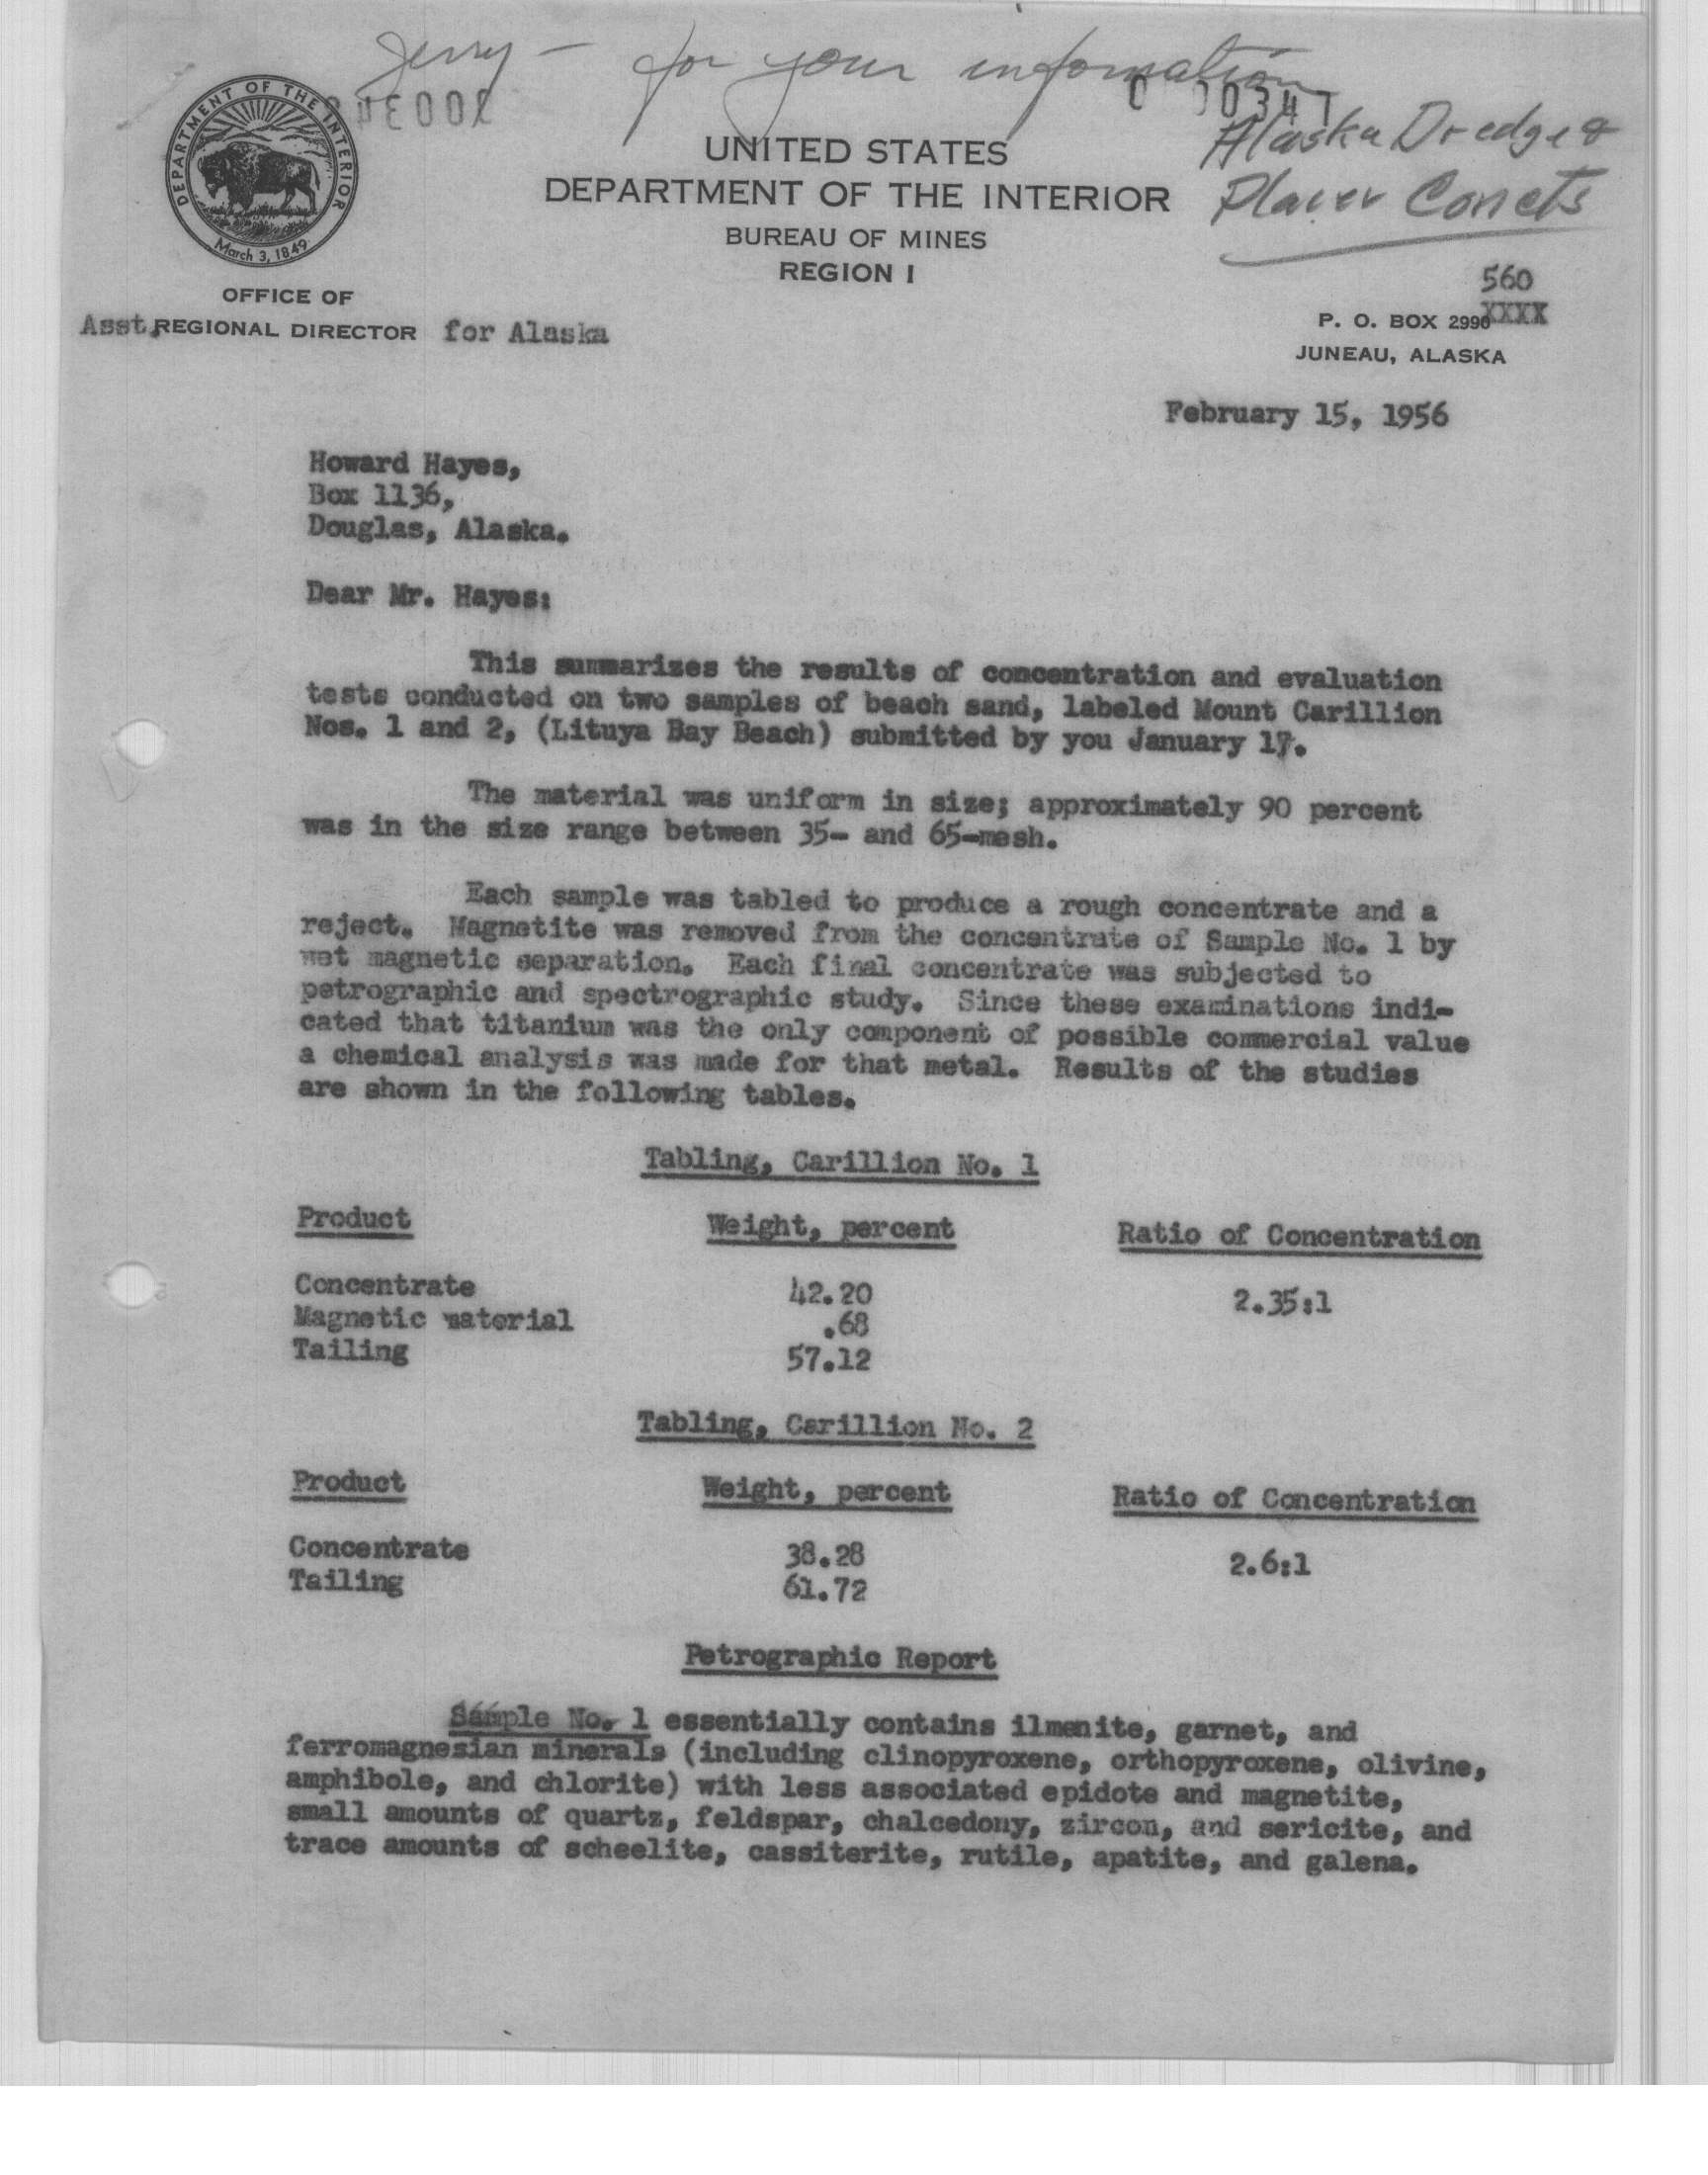 Jerry - for your information
0 00347
Alaska Dredge &
Placer Concts
DEPARTMENT OF THE INTERIOR
March 3, 1849
UNITED STATES
DEPARTMENT OF THE INTERIOR
BUREAU OF MINES
REGION I
OFFICE OF
Asst. REGIONAL DIRECTOR for Alaska
560
P. O. BOX 2990 XXXX
JUNEAU, ALASKA
February 15, 1956
Howard Hayes,
Box 1136,
Douglas, Alaska.
Dear Mr. Hayes:
This summarizes the results of concentration and evaluation
tests conducted on two samples of beach sand, labeled Mount Carillion
Nos. 1 and 2, (Lituya Bay Beach) submitted by you January 17.
The material was uniform in size; approximately 90 percent
was in the size range between 35- and 65-mesh.
Each sample was tabled to produce a rough concentrate and a
reject. Magnetite was removed from the concentrate of Sample No. 1 by
wet magnetic separation. Each final concentrate was subjected to
petrographic and spectrographic study. Since these examinations indi-
cated that titanium was the only component of possible commercial value
a chemical analysis was made for that metal. Results of the studies
are shown in the following tables.
Tabling, Carillion No. 1
Product Weight, percent Ratio of Concentration
Concentrate 42.20 2.35:1
Magnetic material .68
Tailing 57.12
Tabling, Carillion No. 2
Product Weight, percent Ratio of Concentration
Concentrate 38.28 2.6:1
Tailing 61.72
Petrographic Report
Sample No. 1 essentially contains ilmenite, garnet, and
ferromagnesian minerals (including clinopyroxene, orthopyroxene, olivine,
amphibole, and chlorite) with less associated epidote and magnetite,
small amounts of quartz, feldspar, chalcedony, zircon, and sericite, and
trace amounts of scheelite, cassiterite, rutile, apatite, and galena.